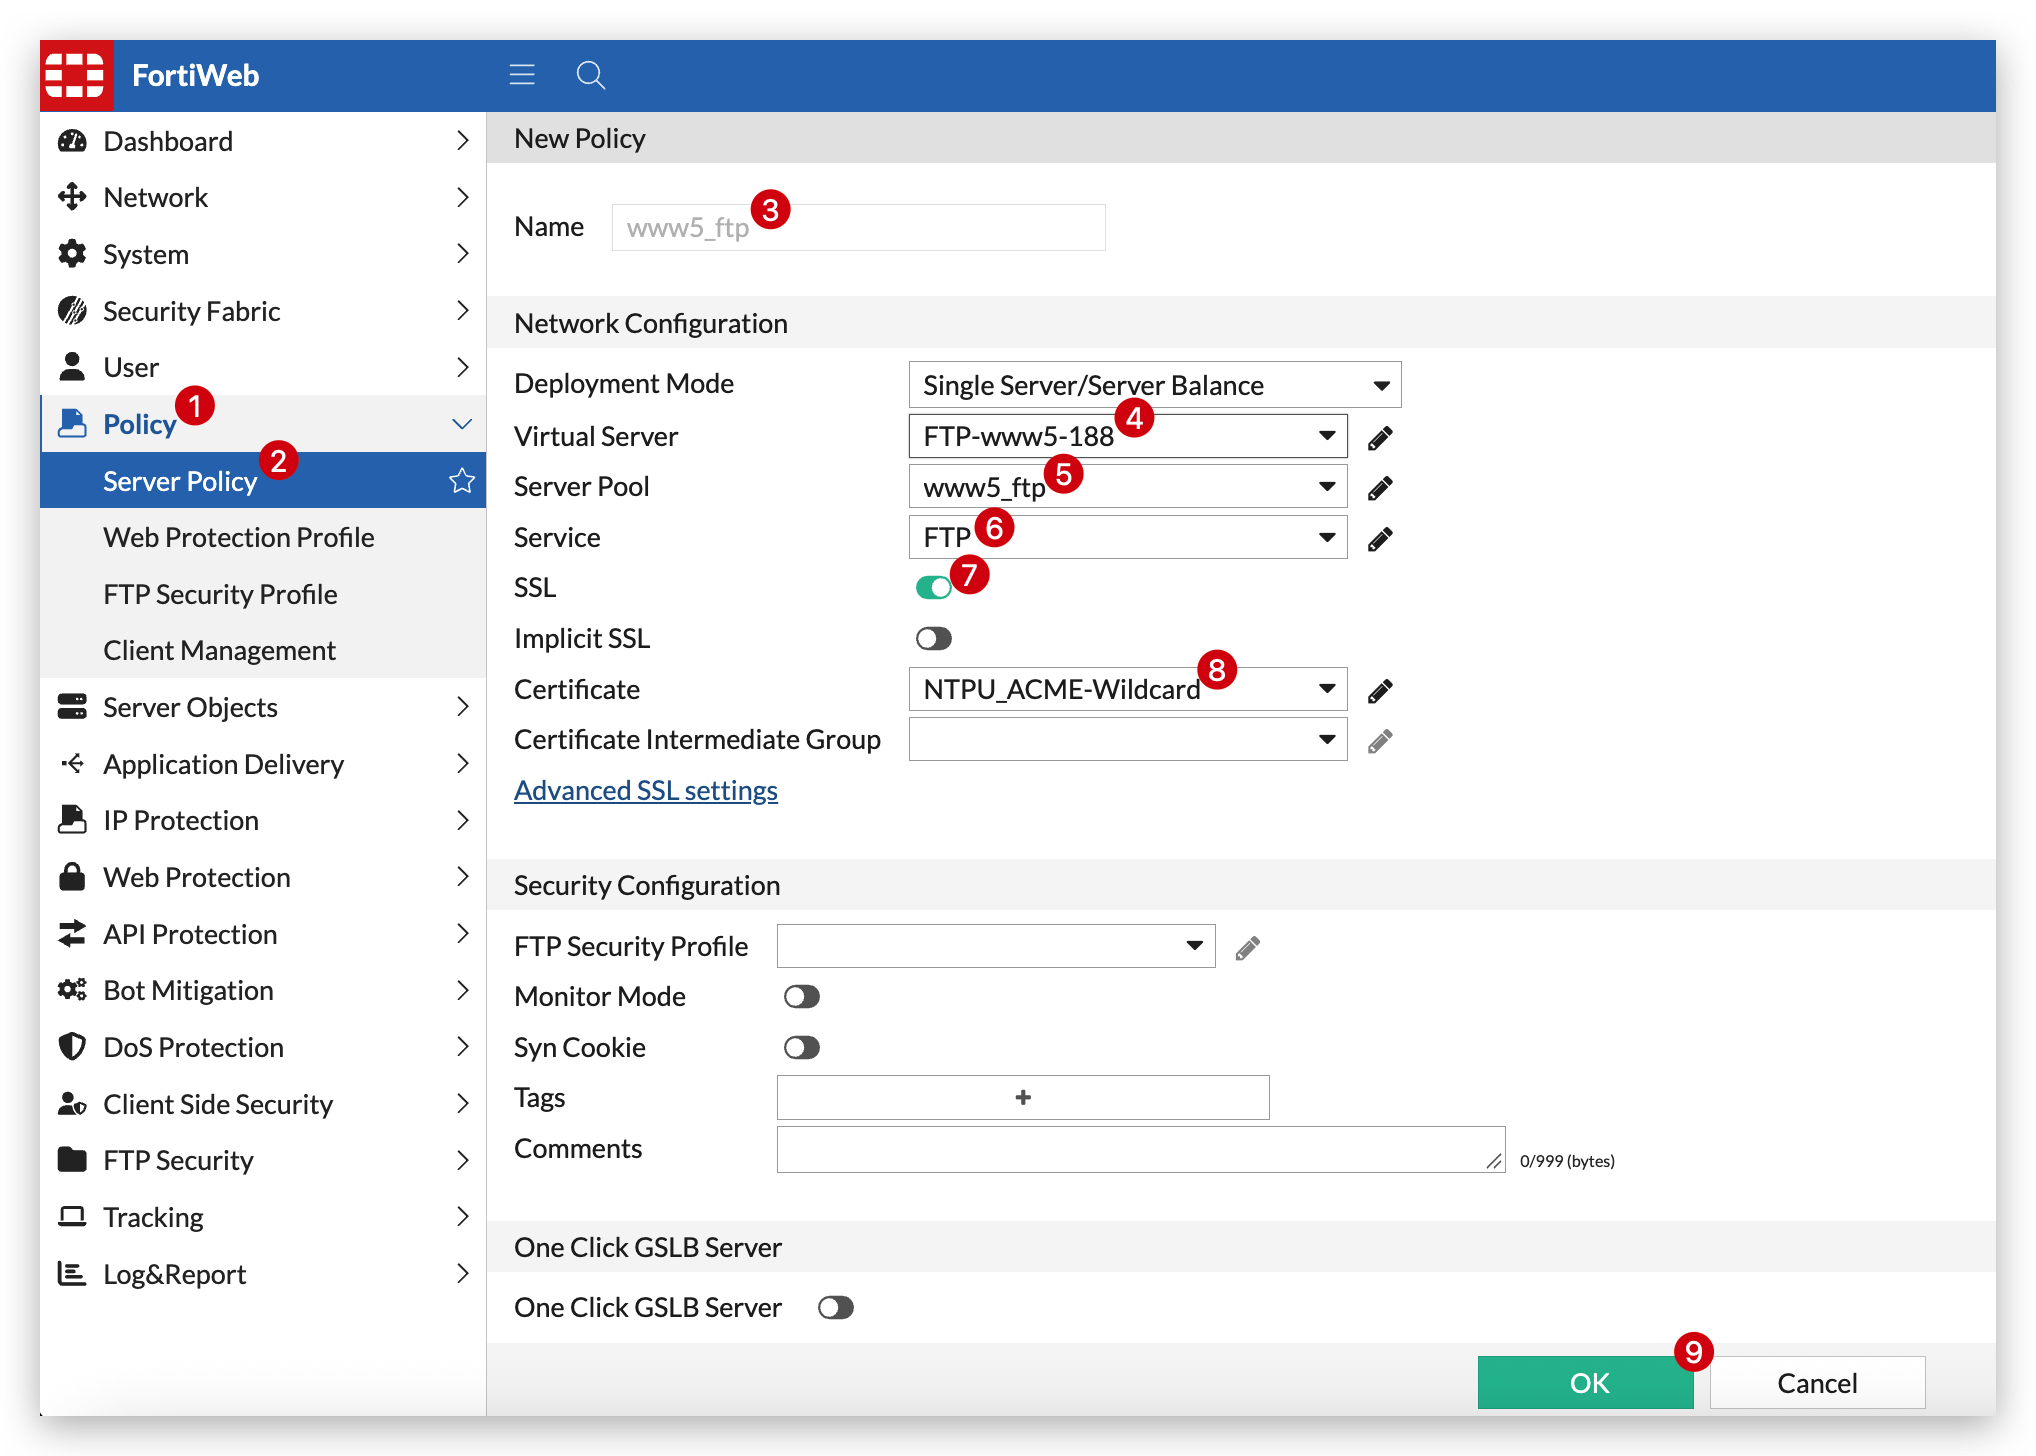 FortiWeb
Dashboard
Network
System
Security Fabric
User
Policy 1
Server Policy 2
Web Protection Profile
FTP Security Profile
Client Management
Server Objects
Application Delivery
IP Protection
Web Protection
API Protection
Bot Mitigation
DoS Protection
Client Side Security
FTP Security
Tracking
Log&Report
New Policy
Name www5_ftp 3
Network Configuration
Deployment Mode Single Server/Server Balance
Virtual Server FTP-www5-188 4
Server Pool www5_ftp 5
Service FTP 6
SSL 7
Implicit SSL
Certificate NTPU_ACME-Wildcard 8
Certificate Intermediate Group
Advanced SSL settings
Security Configuration
FTP Security Profile
Monitor Mode
Syn Cookie
Tags +
Comments 0/999 (bytes)
One Click GSLB Server
One Click GSLB Server
OK 9 Cancel